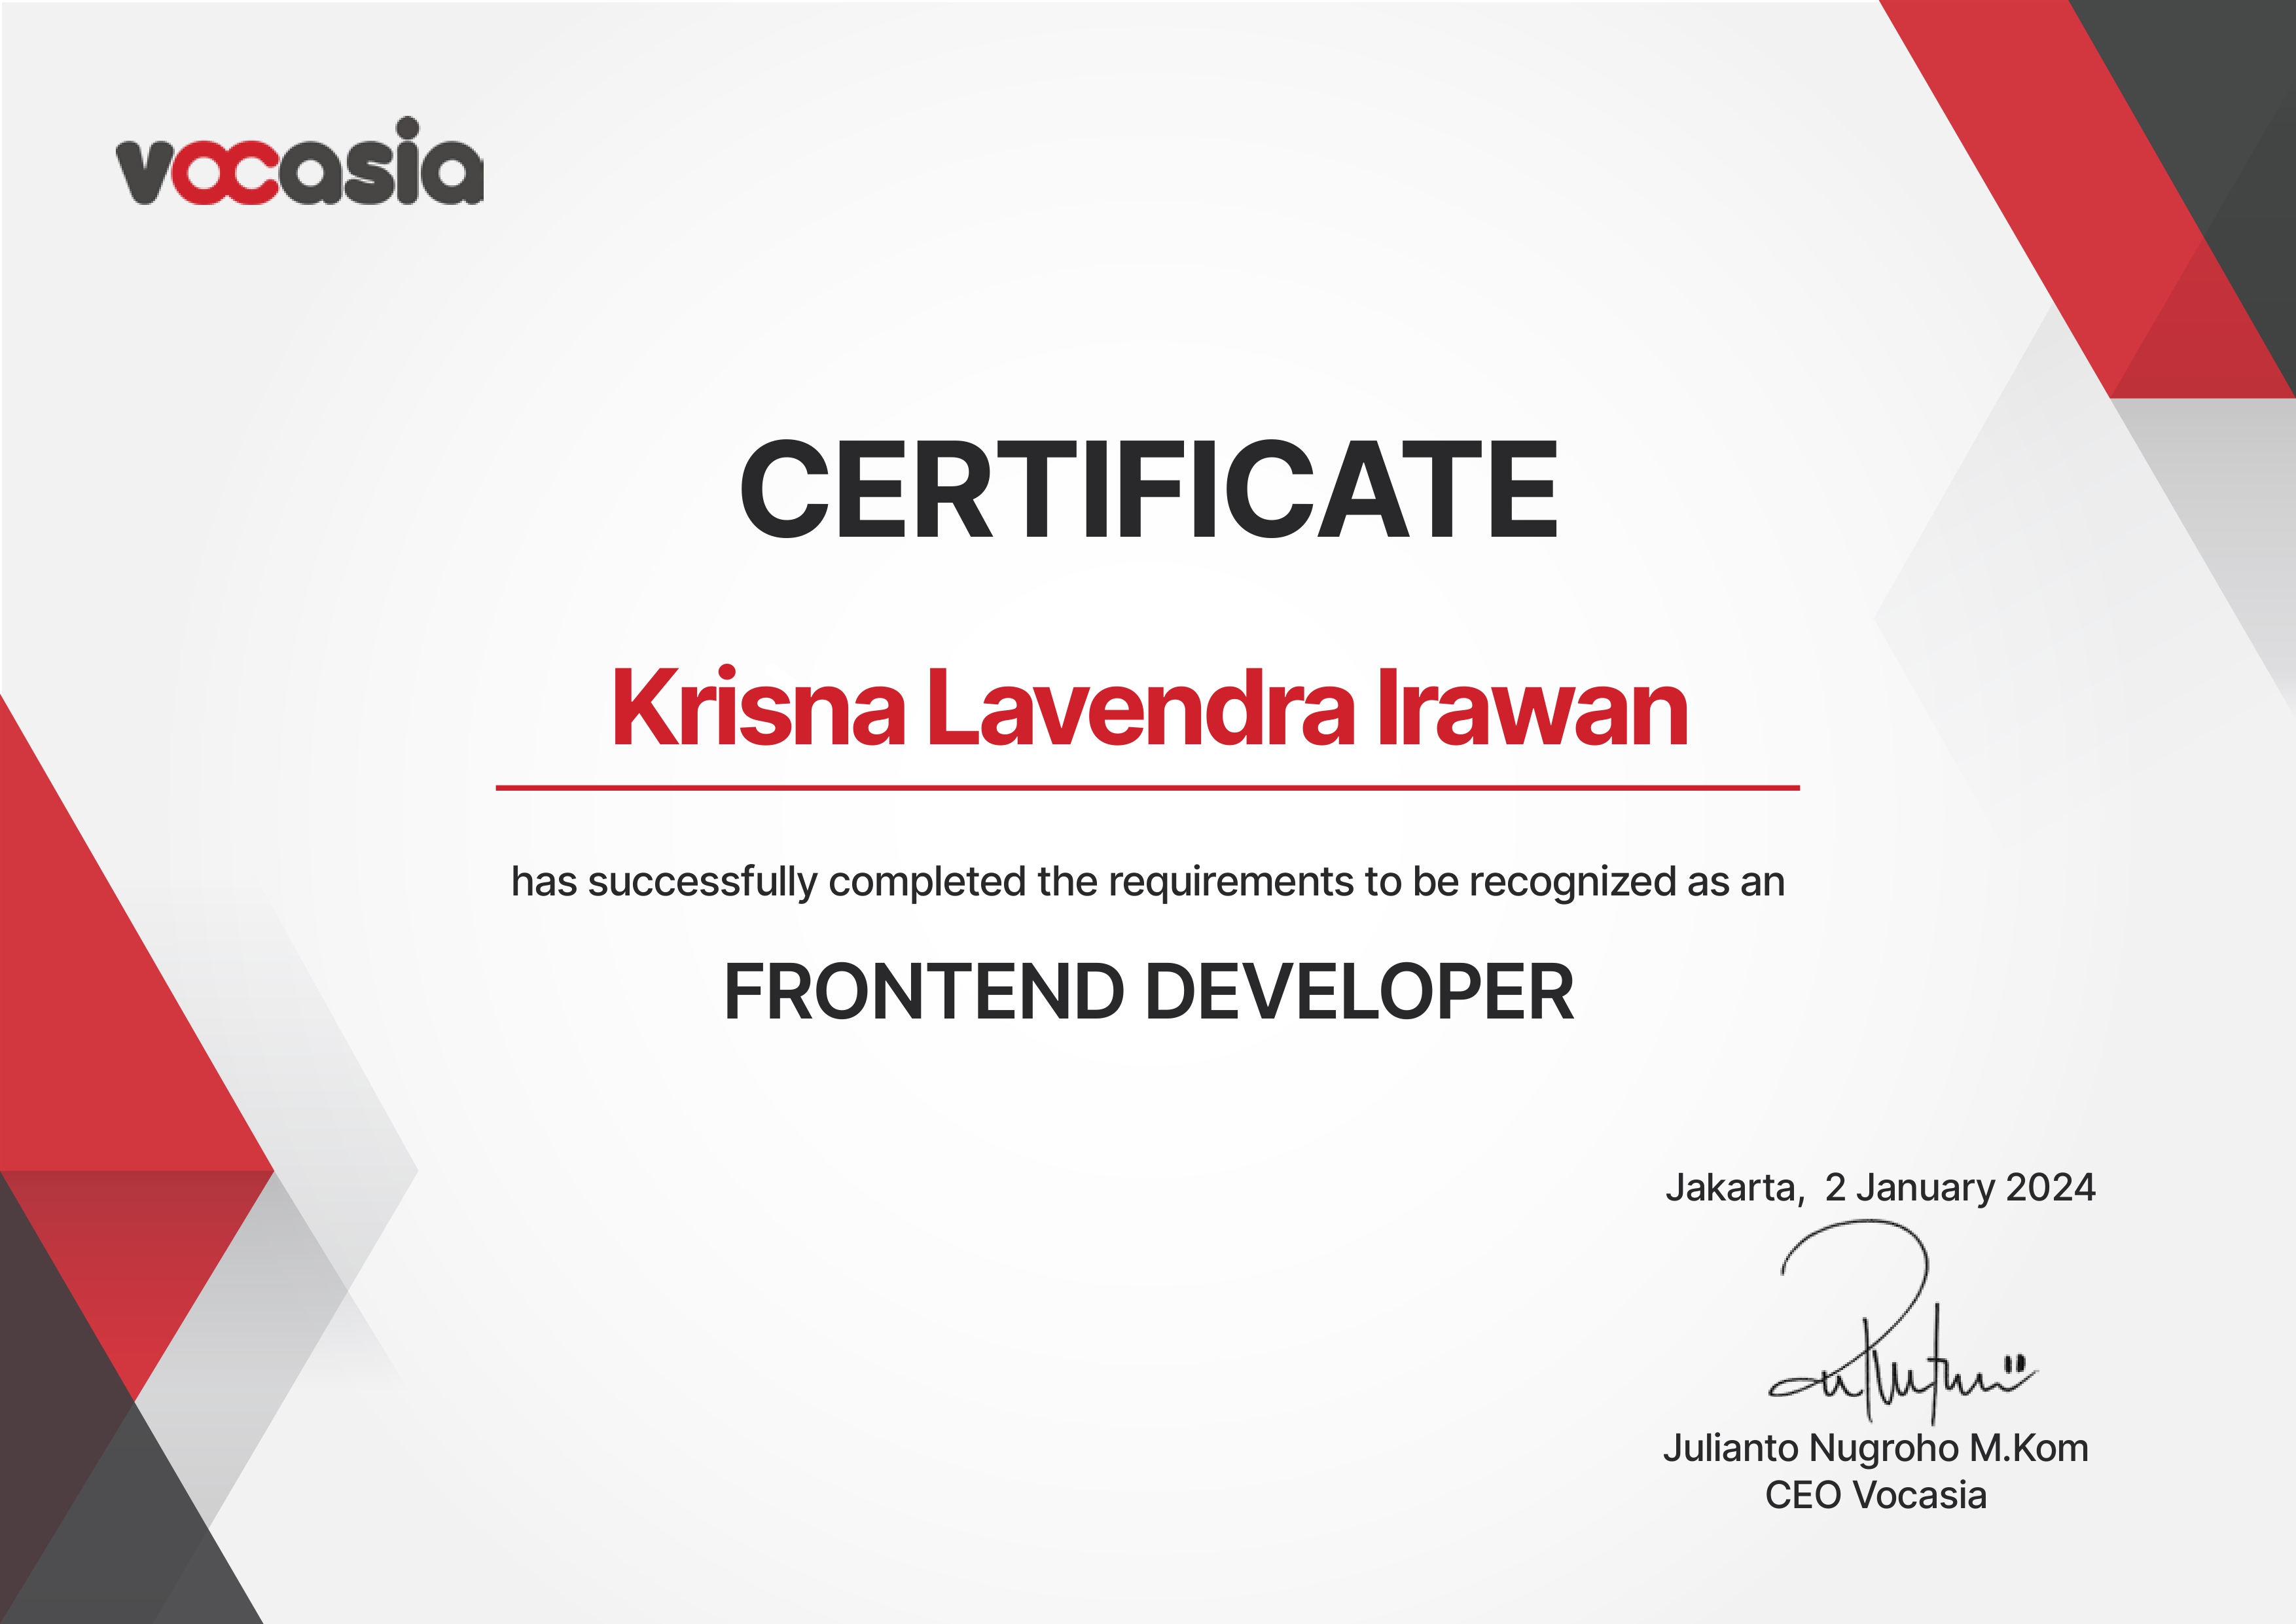 vocasia
CERTIFICATE
Krisna Lavendra Irawan
has successfully completed the requirements to be recognized as an
FRONTEND DEVELOPER
Jakarta, 2 January 2024
Julianto Nugroho M.Kom
CEO Vocasia